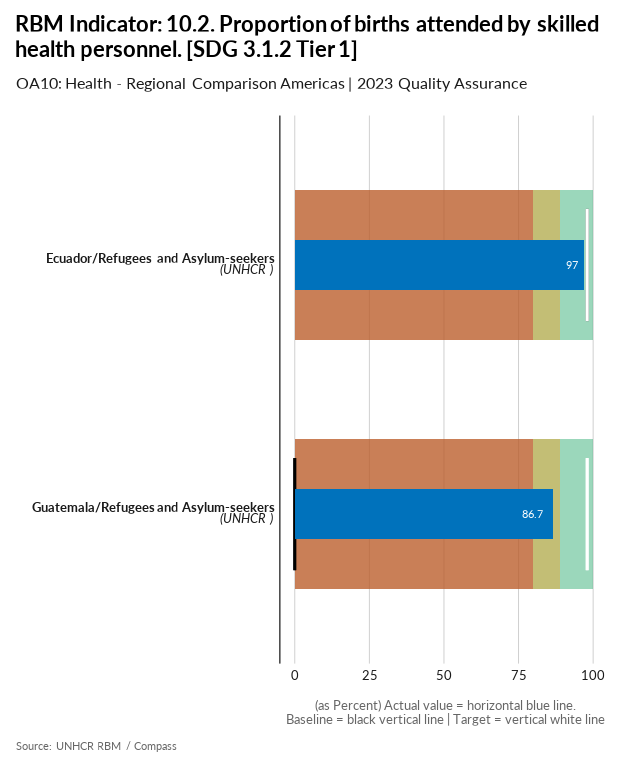 RBM Indicator: 10.2. Proportion of births attended by skilled
health personnel. [SDG 3.1.2 Tier 1]
OA10: Health - Regional Comparison Americas | 2023 Quality Assurance
Ecuador/Refugees and Asylum-seekers
(UNHCR )
97
Guatemala/Refugees and Asylum-seekers
(UNHCR )
86.7
0 25 50 75 100
(as Percent) Actual value = horizontal blue line.
Baseline = black vertical line | Target = vertical white line
Source: UNHCR RBM / Compass